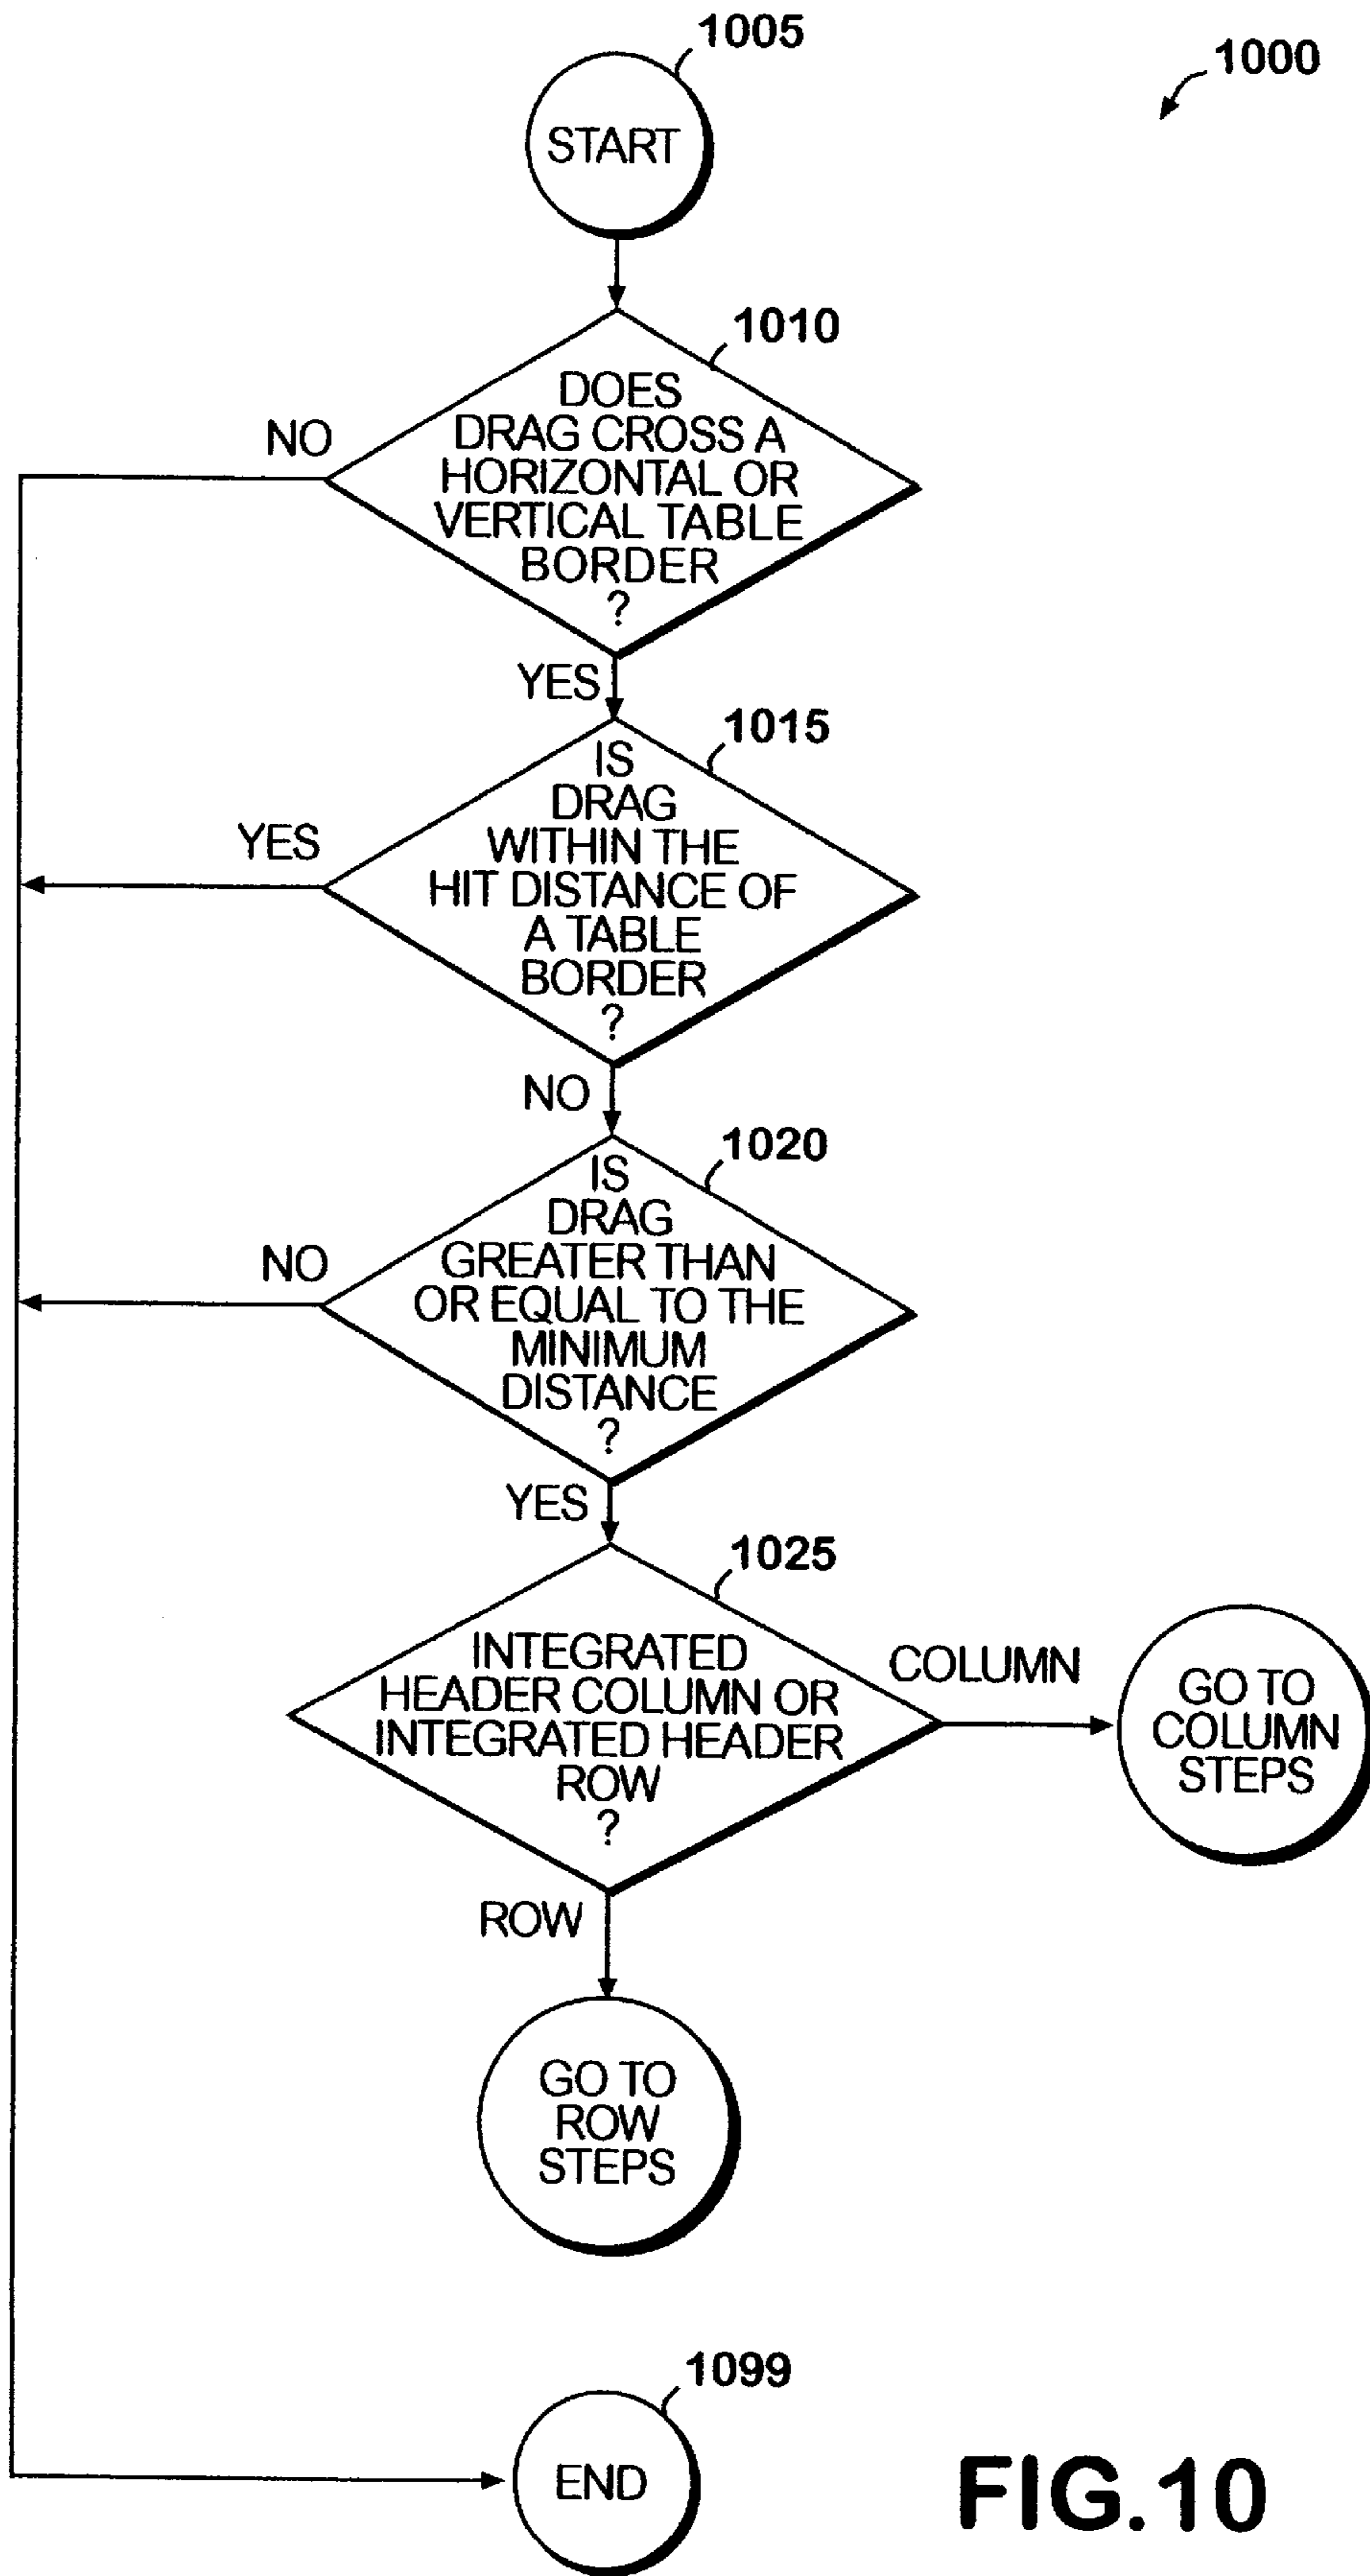 1005
1000
START
1010
DOES
DRAG CROSS A
HORIZONTAL OR
VERTICAL TABLE
BORDER
?
NO
YES
1015
IS
DRAG
WITHIN THE
HIT DISTANCE OF
A TABLE
BORDER
?
YES
NO
1020
IS
DRAG
GREATER THAN
OR EQUAL TO THE
MINIMUM
DISTANCE
?
NO
YES
1025
INTEGRATED
HEADER COLUMN OR
INTEGRATED HEADER
ROW
?
COLUMN
GO TO
COLUMN
STEPS
ROW
GO TO
ROW
STEPS
1099
END
FIG.10